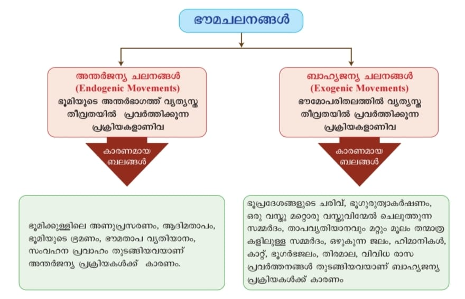 ഭൗമചലനങ്ങൾ
അന്തർജന്യ ചലനങ്ങൾ
(Endogenic Movements)
ഭൂമിയുടെ അന്തർഭാഗത്ത് വ്യത്യസ്ത
തീവ്രതയിൽ പ്രവർത്തിക്കുന്ന
പ്രക്രിയകളാണിവ
കാരണമായ
ബലങ്ങൾ
ഭൂമിക്കുള്ളിലെ അണുപ്രസരണം, ആദിമതാപം,
ഭൂമിയുടെ ഭ്രമണം, ഭൗമതാപ വ്യതിയാനം,
സംവഹന പ്രവാഹം തുടങ്ങിയവയാണ്
അന്തർജന്യ പ്രക്രിയകൾക്ക് കാരണം.
ബാഹ്യജന്യ ചലനങ്ങൾ
(Exogenic Movements)
ഭൗമോപരിതലത്തിൽ വ്യത്യസ്ത
തീവ്രതയിൽ പ്രവർത്തിക്കുന്ന
പ്രക്രിയകളാണിവ
കാരണമായ
ബലങ്ങൾ
ഭൂപ്രദേശങ്ങളുടെ ചരിവ്, ഭൂഗുരുത്വാകർഷണം,
ഒരു വസ്തു മറ്റൊരു വസ്തുവിന്മേൽ ചെലുത്തുന്ന
സമ്മർദം, താപവ്യതിയാനവും മറ്റും മൂലം തന്മാത്ര
കളിലുള്ള സമ്മർദം, ഒഴുകുന്ന ജലം, ഹിമാനികൾ,
കാറ്റ്, ഭൂഗർഭജലം, തിരമാല, വിവിധ രാസ
പ്രവർത്തനങ്ങൾ തുടങ്ങിയവയാണ് ബാഹ്യജന്യ
പ്രക്രിയകൾക്ക് കാരണം